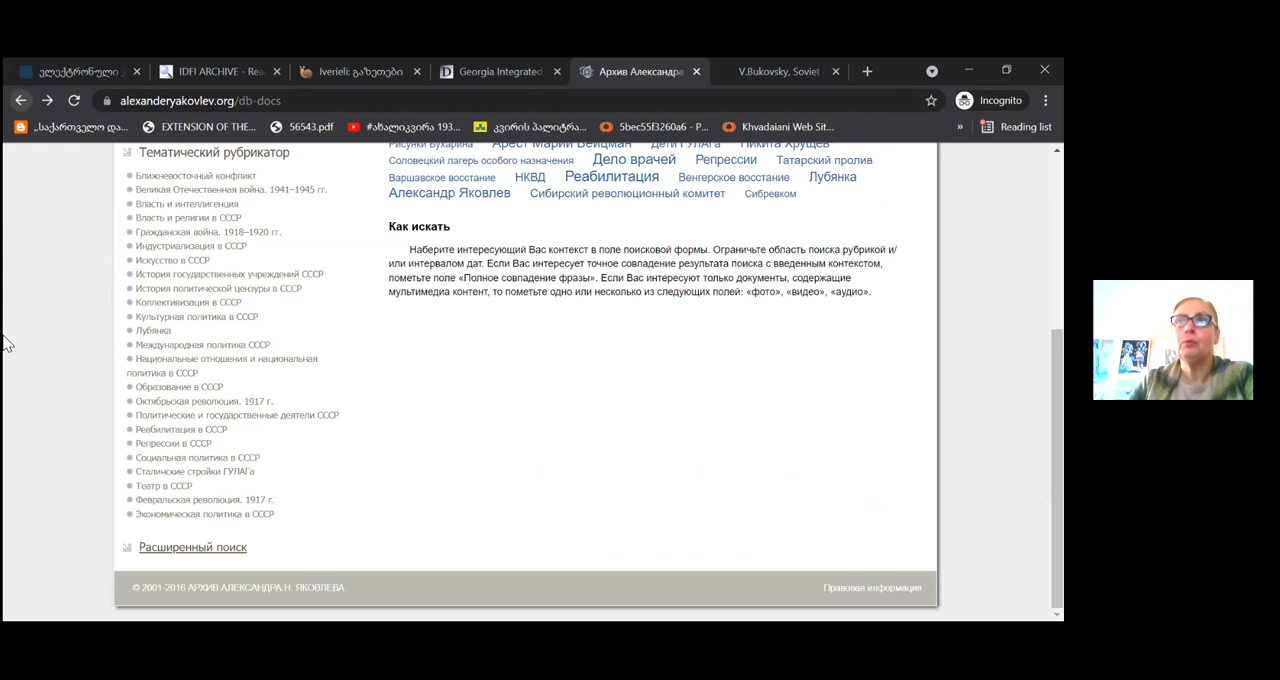 ელექტრონული
IDFI ARCHIVE - Rea
Iverieli: გაზეთები
Georgia Integrated
Архив Александра
V.Bukovsky, Soviet
alexanderyakovlev.org/db-docs
Incognito
„საქართველო და...
EXTENSION OF THE...
56543.pdf
#ახალიკვირა 193...
კვირის პალიტრა...
5bec55f3260a6 - P...
Khvadaiani Web Sit...
»
Reading list
Тематический рубрикатор
Ближневосточный конфликт
Великая Отечественная война. 1941–1945 гг.
Власть и интеллигенция
Власть и религии в СССР
Гражданская война. 1918–1920 гг.
Индустриализация в СССР
Искусство в СССР
История государственных учреждений СССР
История политической цензуры в СССР
Коллективизация в СССР
Культурная политика в СССР
Лубянка
Международная политика СССР
Национальные отношения и национальная
политика в СССР
Образование в СССР
Октябрьская революция. 1917 г.
Политические и государственные деятели СССР
Реабилитация в СССР
Репрессии в СССР
Социальная политика в СССР
Сталинские стройки ГУЛАГа
Театр в СССР
Февральская революция. 1917 г.
Экономическая политика в СССР
Расширенный поиск
Рисунки Бухарина Арест Марии Вейцман Дети ГУЛАГа Никита Хрущев
Соловецкий лагерь особого назначения Дело врачей Репрессии Татарский пролив
Варшавское восстание НКВД Реабилитация Венгерское восстание Лубянка
Александр Яковлев Сибирский революционный комитет Сибревком
Как искать
Наберите интересующий Вас контекст в поле поисковой формы. Ограничьте область поиска рубрикой и/
или интервалом дат. Если Вас интересует точное совпадение результата поиска с введенным контекстом,
пометьте поле «Полное совпадение фразы». Если Вас интересуют только документы, содержащие
мультимедиа контент, то пометьте одно или несколько из следующих полей: «фото», «видео», «аудио».
© 2001-2016 АРХИВ АЛЕКСАНДРА Н. ЯКОВЛЕВА
Правовая информация